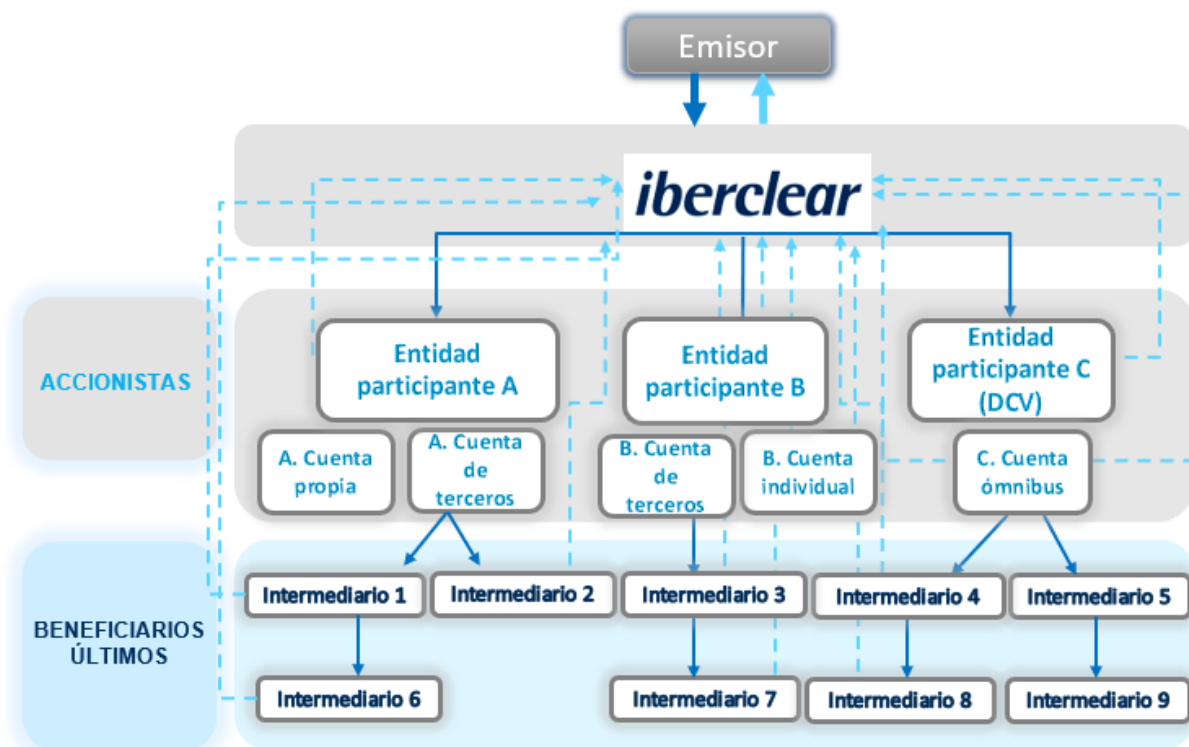 Emisor
iberclear
ACCIONISTAS
Entidad
participante A
Entidad
participante B
Entidad
participante C
(DCV)
A. Cuenta
propia
A. Cuenta
de
terceros
B. Cuenta
de
terceros
B. Cuenta
individual
C. Cuenta
ómnibus
BENEFICIARIOS
ÚLTIMOS
Intermediario 1
Intermediario 2
Intermediario 3
Intermediario 4
Intermediario 5
Intermediario 6
Intermediario 7
Intermediario 8
Intermediario 9